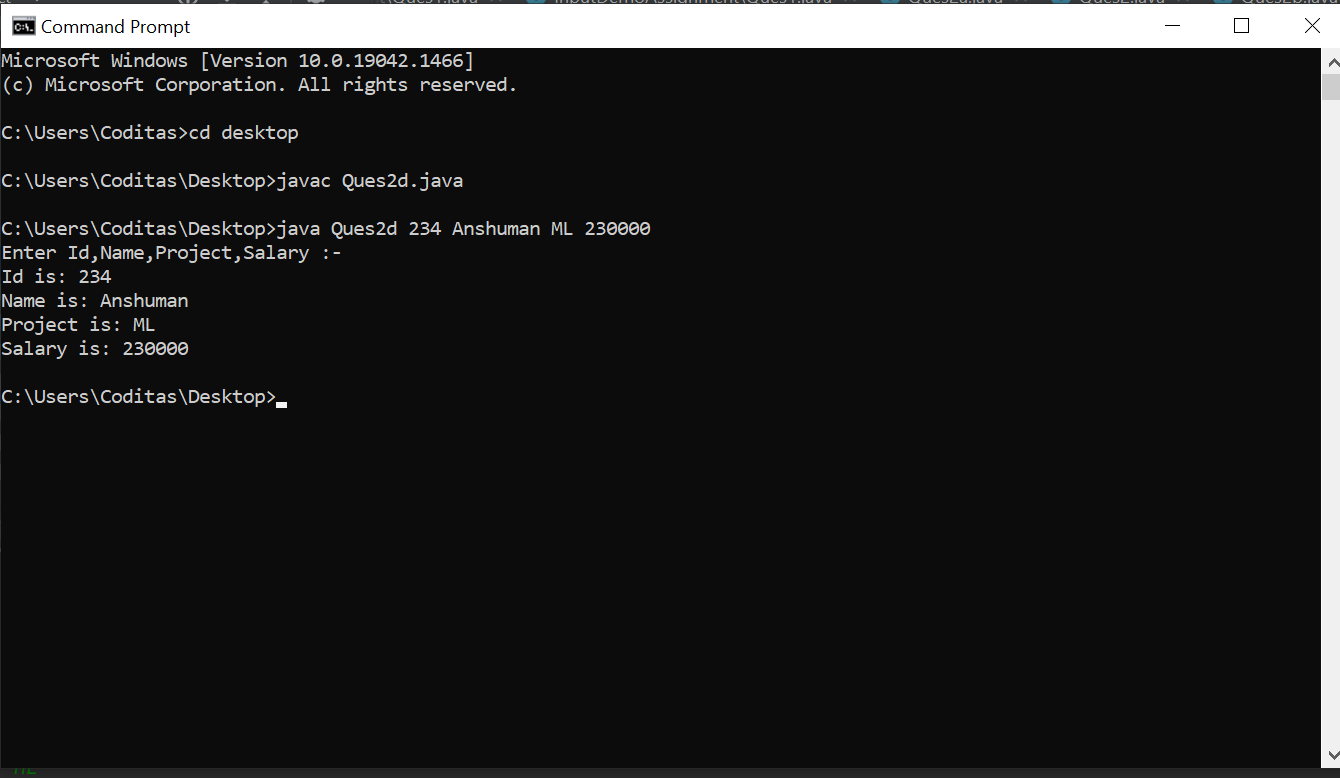 Command Prompt
Microsoft Windows [Version 10.0.19042.1466]
(c) Microsoft Corporation. All rights reserved.
C:\Users\Coditas>cd desktop
C:\Users\Coditas\Desktop>javac Ques2d.java
C:\Users\Coditas\Desktop>java Ques2d 234 Anshuman ML 230000
Enter Id,Name,Project,Salary :-
Id is: 234
Name is: Anshuman
Project is: ML
Salary is: 230000
C:\Users\Coditas\Desktop>